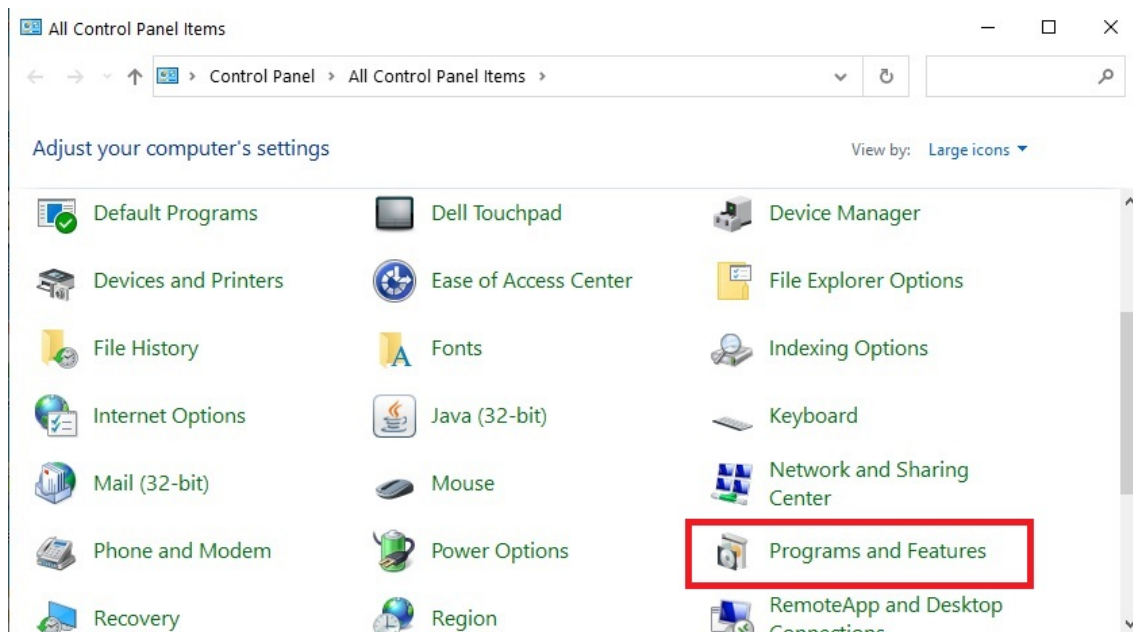 All Control Panel Items
Control Panel > All Control Panel Items >
Adjust your computer's settings
View by: Large icons
Default Programs
Dell Touchpad
Device Manager
Devices and Printers
Ease of Access Center
File Explorer Options
File History
Fonts
Indexing Options
Internet Options
Java (32-bit)
Keyboard
Mail (32-bit)
Mouse
Network and Sharing
Center
Phone and Modem
Power Options
Programs and Features
Recovery
Region
RemoteApp and Desktop
Connections